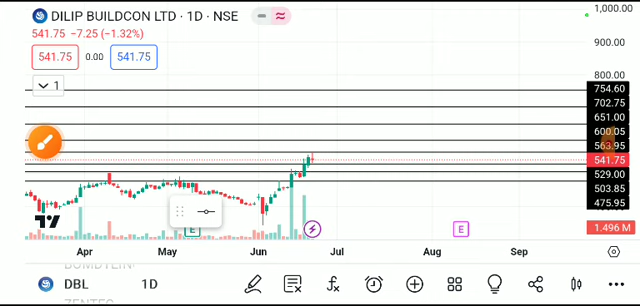 DILIP BUILDCON LTD · 1D · NSE
541.75 −7.25 (−1.32%)
541.75 0.00 541.75
1
1,000.00
900.00
800.00
754.60
702.75
651.00
600.05
563.95
541.75
529.00
503.85
475.95
1.496 M
E
E
Apr May Jun Jul Aug Sep
DBL 1D